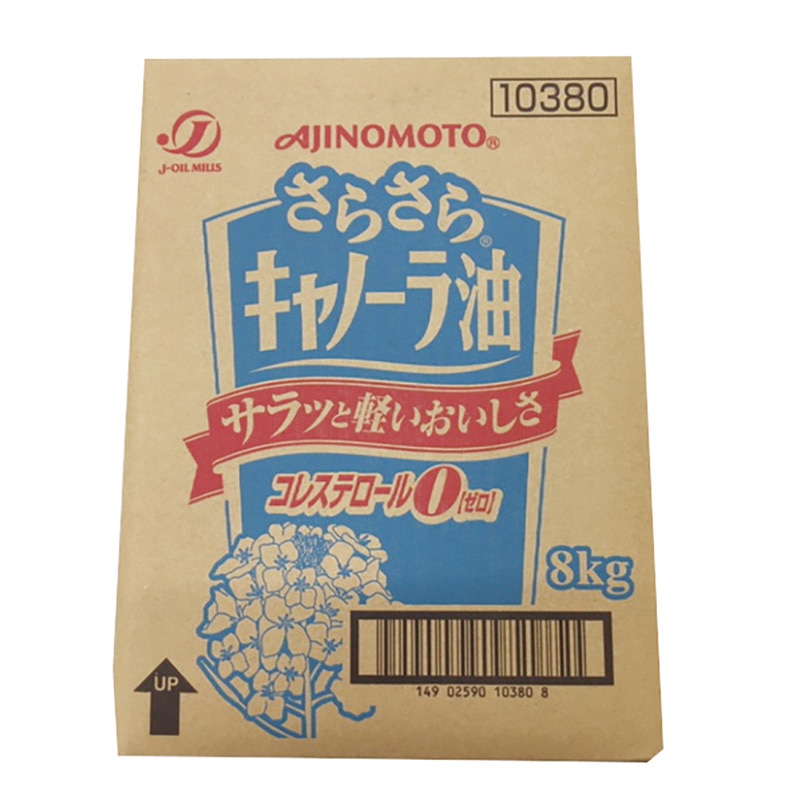 10380
J-OIL MILLS
AJINOMOTO®
さらさら®
キャノーラ油
サラッと軽いおいしさ
コレステロール0[ゼロ]
8kg
UP
149 02590 10380 8